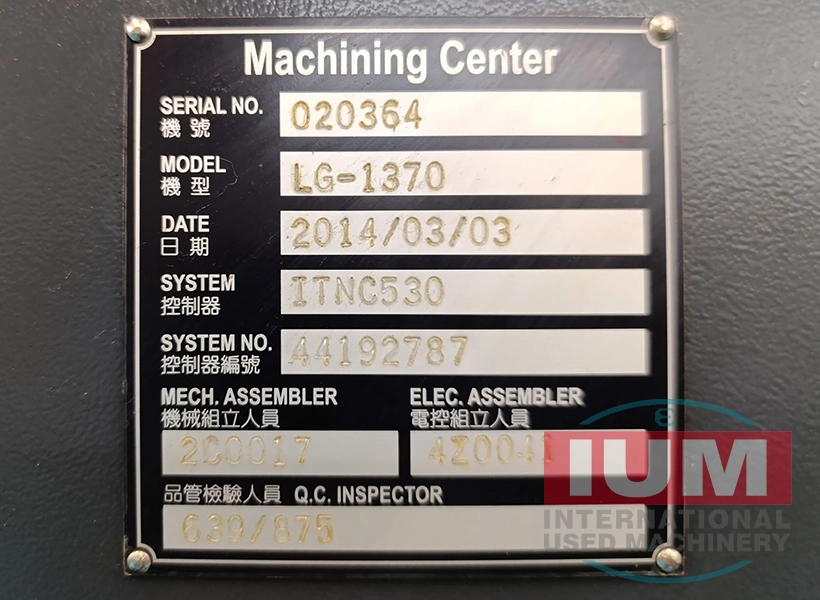 Machining Center
SERIAL NO. 020364
機號
MODEL LG-1370
機型
DATE 2014/03/03
日期
SYSTEM ITNC530
控制器
SYSTEM NO. 44192787
控制器編號
MECH. ASSEMBLER ELEC. ASSEMBLER
機械組立人員 電控組立人員
2C0017 4Z0041
品管檢驗人員 Q.C. INSPECTOR
639/875
IUM
INTERNATIONAL
USED MACHINERY